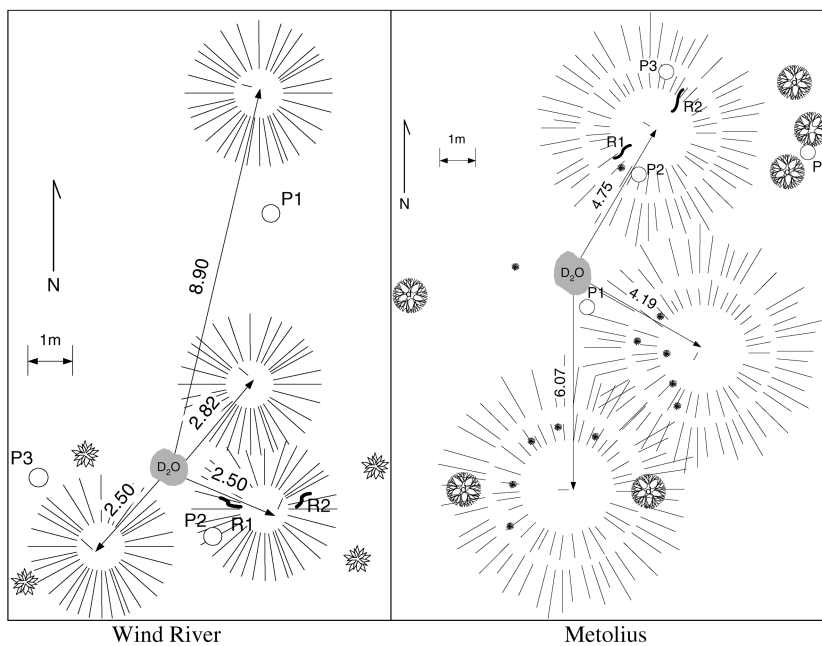 P1
N
8.90
1m
2.82
P3
D₂O
2.50
2.50
R2
P2
R1
Wind River
P3
R2
1m
R1
P
N
P2
4.75
D₂O
4.19
P1
6.07
Metolius